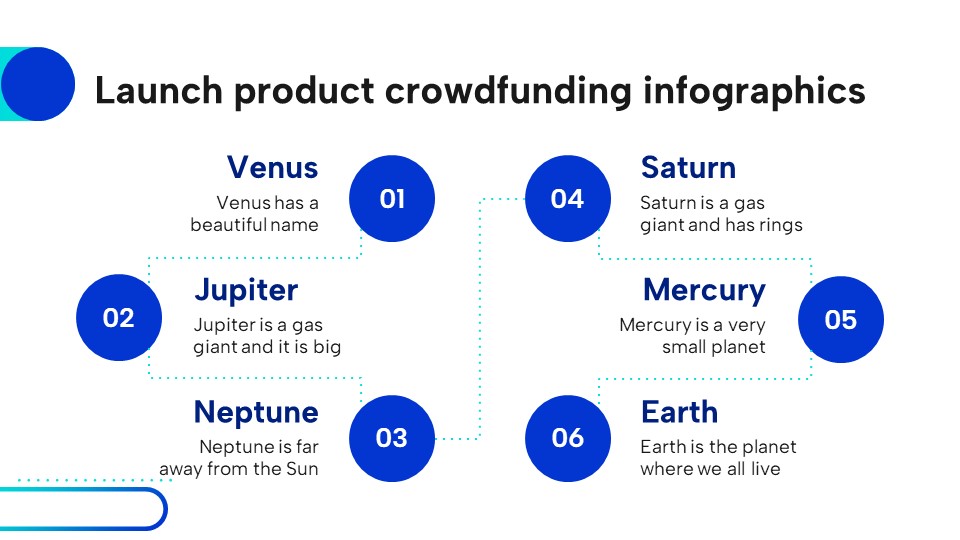 Launch product crowdfunding infographics
01
Venus
Venus has a
beautiful name
02
Jupiter
Jupiter is a gas
giant and it is big
03
Neptune
Neptune is far
away from the Sun
04
Saturn
Saturn is a gas
giant and has rings
05
Mercury
Mercury is a very
small planet
06
Earth
Earth is the planet
where we all live